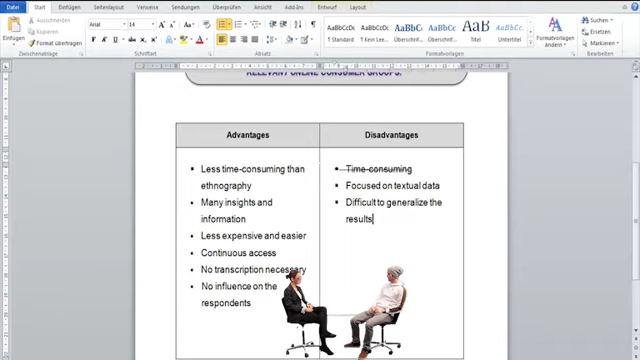 Datei Start Einfügen Seitenlayout Verweise Sendungen Überprüfen Ansicht Add-Ins Entwurf Layout
Ausschneiden Arial 14 Suchen
Kopieren Ersetzen
Einfügen Format übertragen AaBbCcDc AaBbCcDc AaBbC AaBbCc AaB AaBbCc. Formatvorlagen ändern Markieren
¶ Standard ¶ Kein Leer... Überschrif... Überschrif... Titel Untertitel
Zwischenablage Schriftart Absatz Formatvorlagen Bearbeiten
RELEVANT ONLINE CONSUMER GROUPS.
Advantages Disadvantages
▪ Less time-consuming than ▪ Time-consuming
ethnography ▪ Focused on textual data
▪ Many insights and ▪ Difficult to generalize the
information results
▪ Less expensive and easier
▪ Continuous access
▪ No transcription necessary
▪ No influence on the
respondents